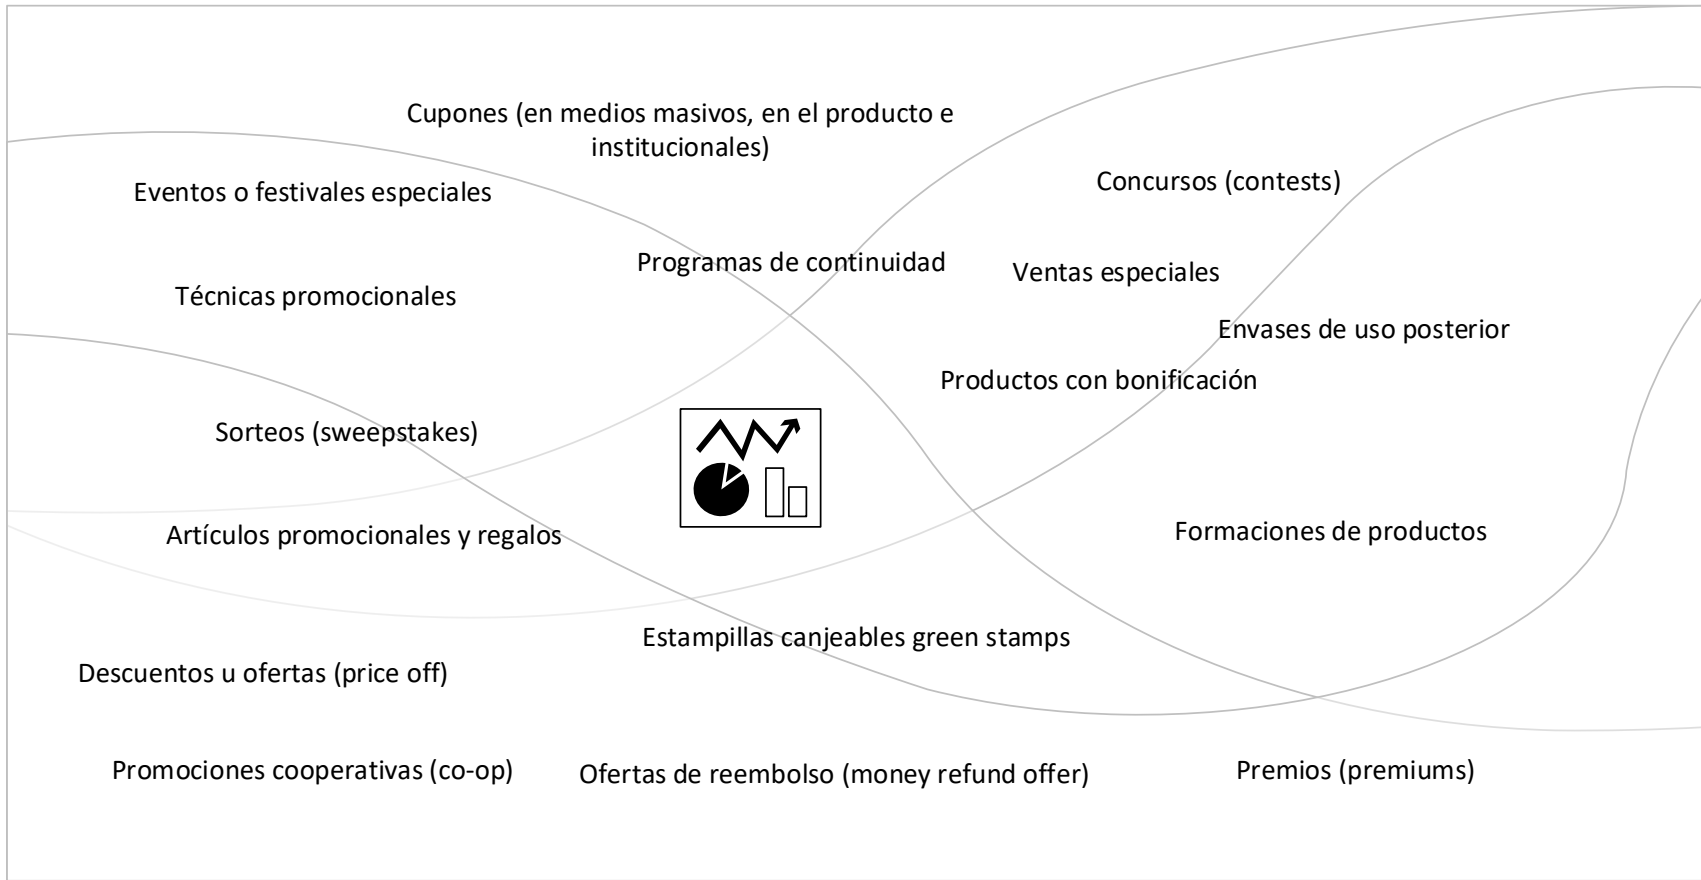 Cupones (en medios masivos, en el producto e
institucionales)
Concursos (contests)
Eventos o festivales especiales
Programas de continuidad
Ventas especiales
Técnicas promocionales
Envases de uso posterior
Productos con bonificación
Sorteos (sweepstakes)
Artículos promocionales y regalos
Formaciones de productos
Estampillas canjeables green stamps
Descuentos u ofertas (price off)
Promociones cooperativas (co-op)
Ofertas de reembolso (money refund offer)
Premios (premiums)